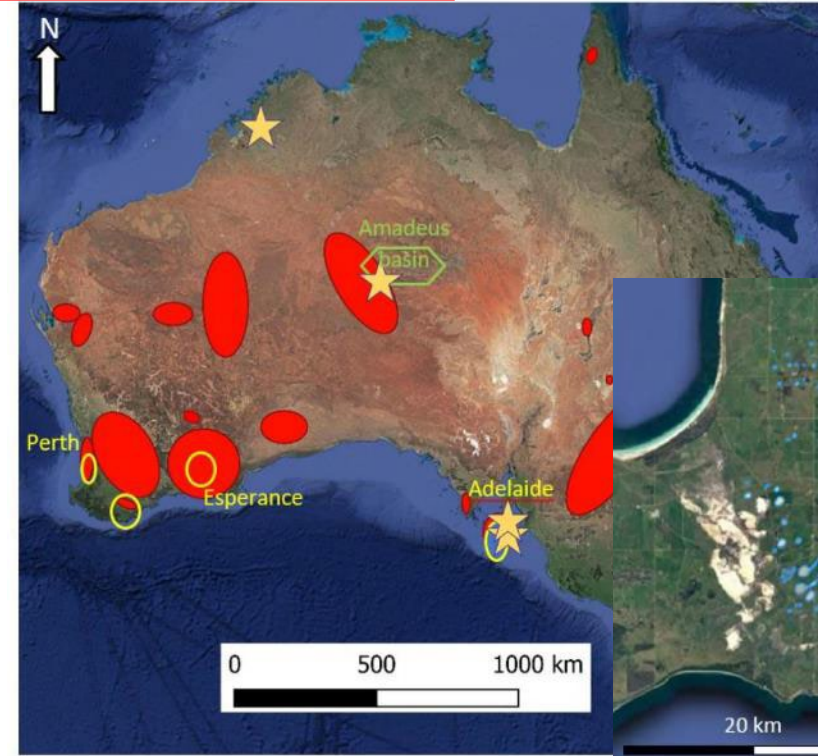 N
Amadeus
basin
Perth
Esperance
Adelaide
0 500 1000 km
20 km